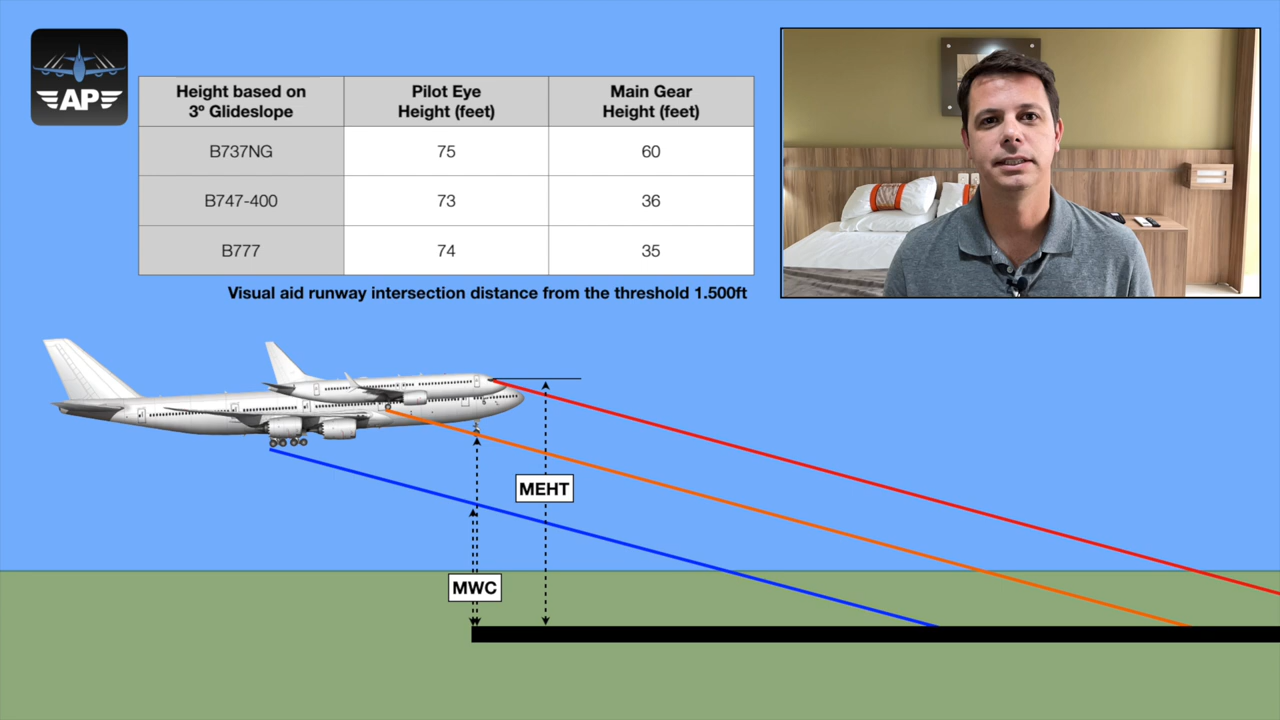 AP
Height based on
3º Glideslope
Pilot Eye
Height (feet)
Main Gear
Height (feet)
B737NG
75
60
B747-400
73
36
B777
74
35
Visual aid runway intersection distance from the threshold 1.500ft
MEHT
MWC